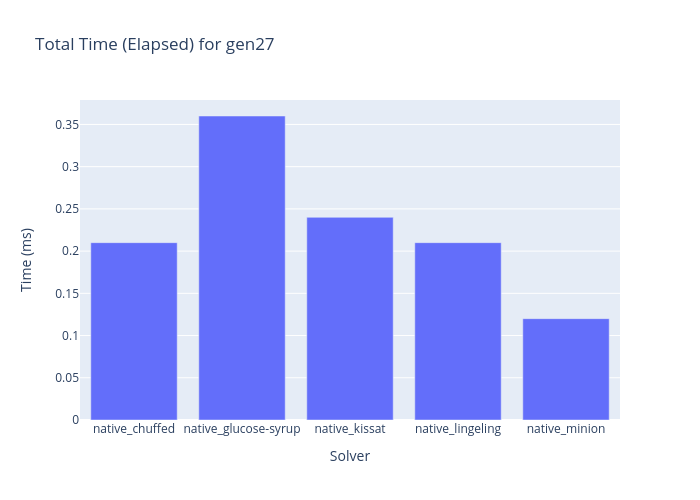 Total Time (Elapsed) for gen27
Time (ms)
0.35
0.3
0.25
0.2
0.15
0.1
0.05
0
native_chuffed native_glucose-syrup native_kissat native_lingeling native_minion
Solver